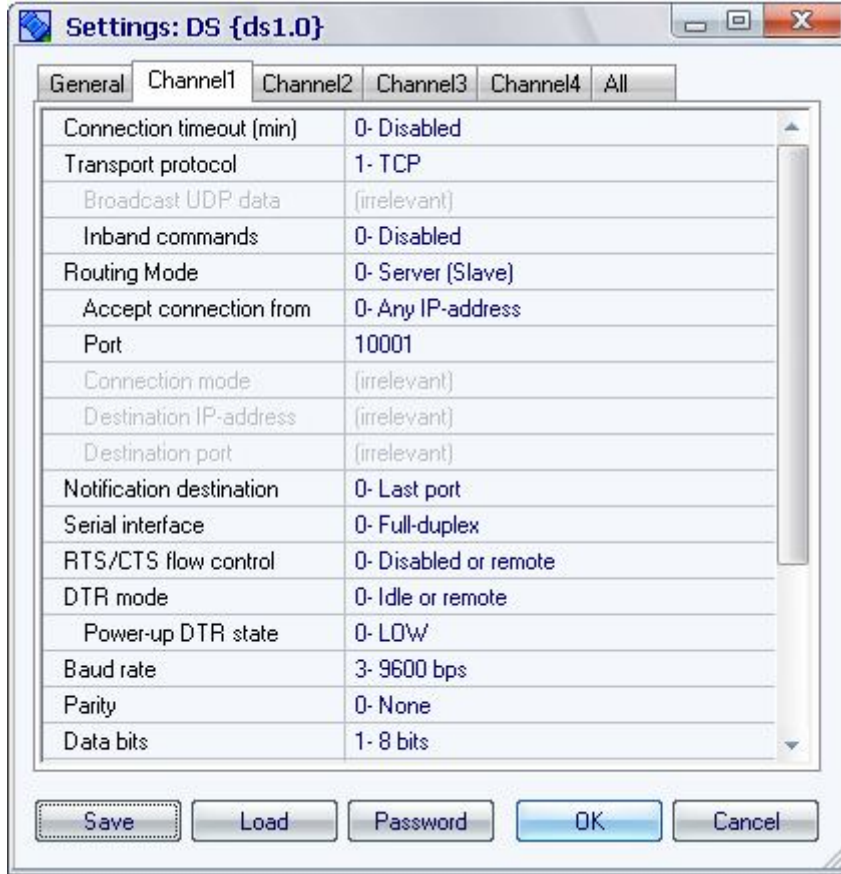 Settings: DS {ds1.0}
General Channel1 Channel2 Channel3 Channel4 All
Connection timeout (min) 0- Disabled
Transport protocol 1- TCP
Broadcast UDP data (irrelevant)
Inband commands 0- Disabled
Routing Mode 0- Server (Slave)
Accept connection from 0- Any IP-address
Port 10001
Connection mode (irrelevant)
Destination IP-address (irrelevant)
Destination port (irrelevant)
Notification destination 0- Last port
Serial interface 0- Full-duplex
RTS/CTS flow control 0- Disabled or remote
DTR mode 0- Idle or remote
Power-up DTR state 0- LOW
Baud rate 3- 9600 bps
Parity 0- None
Data bits 1- 8 bits
Save Load Password OK Cancel